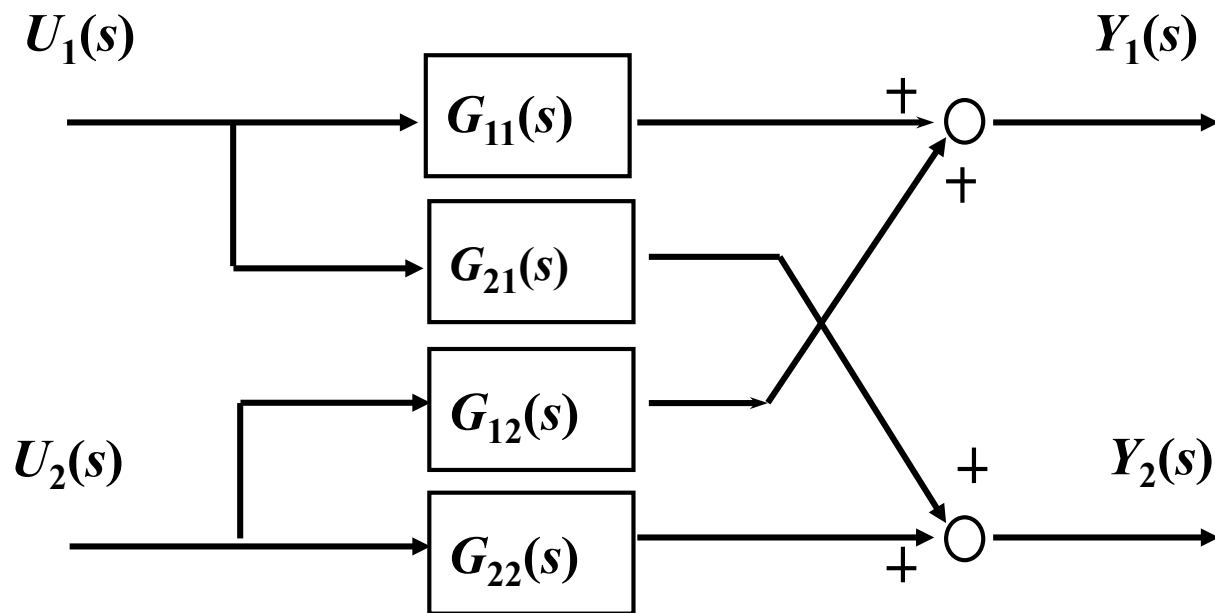 U₁(s)
Y₁(s)
G₁₁(s)
+
+
G₂₁(s)
G₁₂(s)
U₂(s)
+
Y₂(s)
G₂₂(s)
+